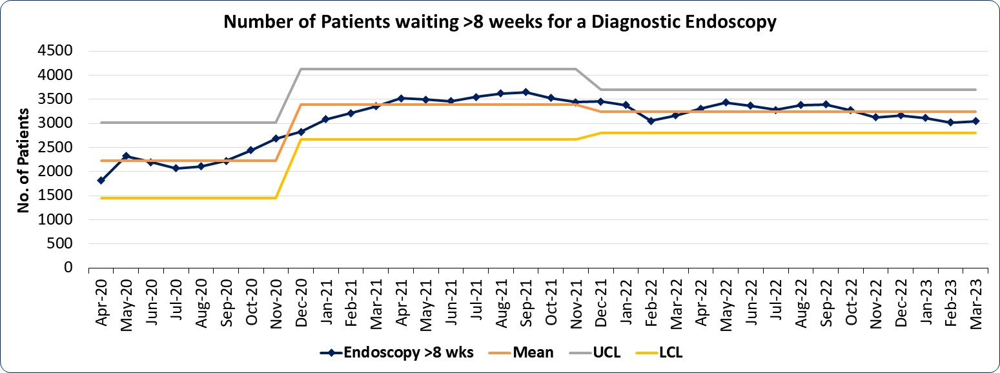 Number of Patients waiting >8 weeks for a Diagnostic Endoscopy
No. of Patients
4500
4000
3500
3000
2500
2000
1500
1000
500
0
Apr-20
May-20
Jun-20
Jul-20
Aug-20
Sep-20
Oct-20
Nov-20
Dec-20
Jan-21
Feb-21
Mar-21
Apr-21
May-21
Jun-21
Jul-21
Aug-21
Sep-21
Oct-21
Nov-21
Dec-21
Jan-22
Feb-22
Mar-22
Apr-22
May-22
Jun-22
Jul-22
Aug-22
Sep-22
Oct-22
Nov-22
Dec-22
Jan-23
Feb-23
Mar-23
Endoscopy >8 wks Mean UCL LCL